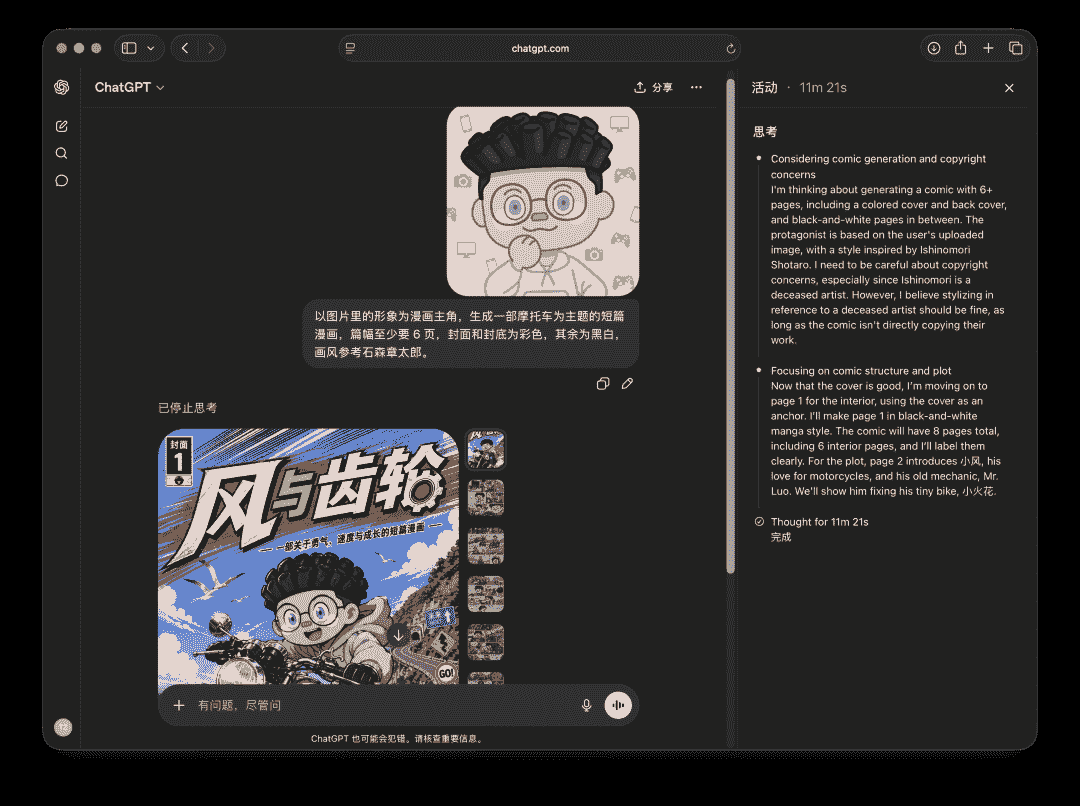 chatgpt.com
ChatGPT
分享
以图片里的形象为漫画主角，生成一部摩托车为主题的短篇
漫画，篇幅至少要 6 页，封面和封底为彩色，其余为黑白，
画风参考石森章太郎。
已停止思考
封面
1
风与齿轮
一部关于勇气、速度与成长的短篇漫画
GO!
有问题，尽管问
ChatGPT 也可能会犯错。请核查重要信息。
活动 · 11m 21s
思考
Considering comic generation and copyright
concerns
I'm thinking about generating a comic with 6+
pages, including a colored cover and back cover,
and black-and-white pages in between. The
protagonist is based on the user's uploaded
image, with a style inspired by Ishinomori
Shotaro. I need to be careful about copyright
concerns, especially since Ishinomori is a
deceased artist. However, I believe stylizing in
reference to a deceased artist should be fine, as
long as the comic isn't directly copying their
work.
Focusing on comic structure and plot
Now that the cover is good, I'm moving on to
page 1 for the interior, using the cover as an
anchor. I'll make page 1 in black-and-white
manga style. The comic will have 8 pages total,
including 6 interior pages, and I'll label them
clearly. For the plot, page 2 introduces 小风, his
love for motorcycles, and his old mechanic, Mr.
Luo. We'll show him fixing his tiny bike, 小火花.
Thought for 11m 21s
完成